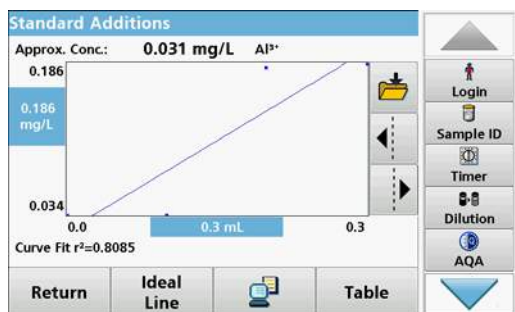 Standard Additions
Approx. Conc.: 0.031 mg/L Al³⁺
0.186
0.186
mg/L
0.034
0.0 0.3 mL 0.3
Curve Fit r²=0.8085
Return
Ideal
Line
Table
Login
Sample ID
Timer
Dilution
AQA